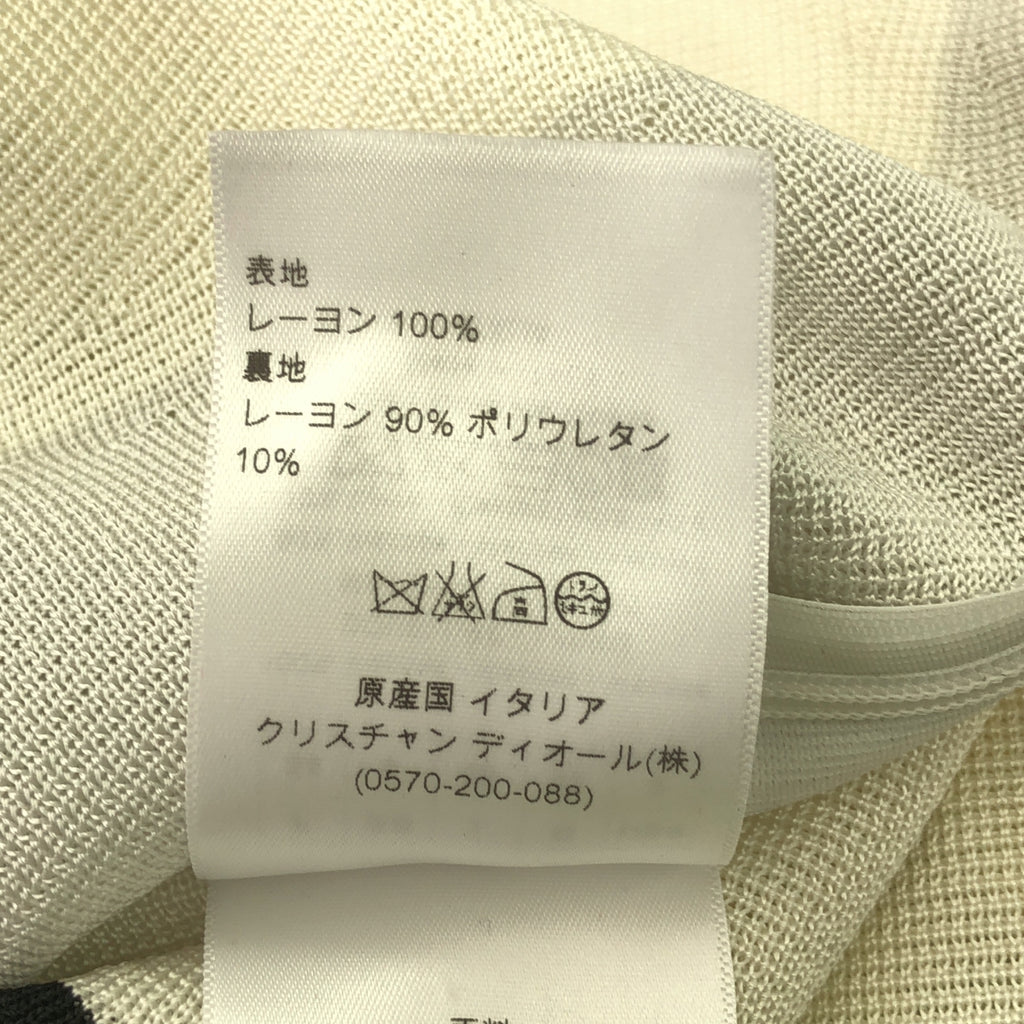 表地
レーヨン 100%
裏地
レーヨン 90% ポリウレタン
10%
高
原産国 イタリア
クリスチャン ディオール(株)
(0570-200-088)